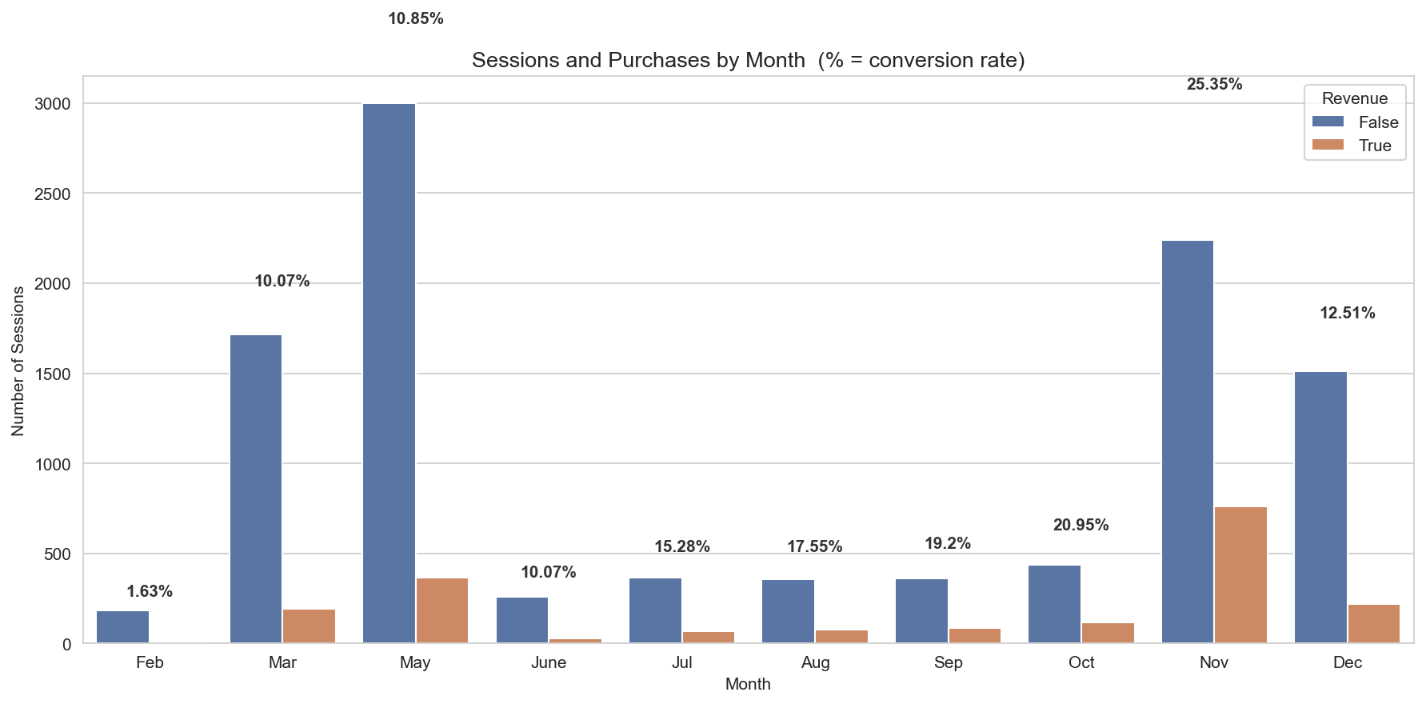 10.85%
Sessions and Purchases by Month  (% = conversion rate)
25.35%
Revenue
False
True
3000
2500
2000
1500
1000
500
0
Number of Sessions
10.07%
12.51%
1.63%
10.07%
15.28%
17.55%
19.2%
20.95%
Feb Mar May June Jul Aug Sep Oct Nov Dec
Month